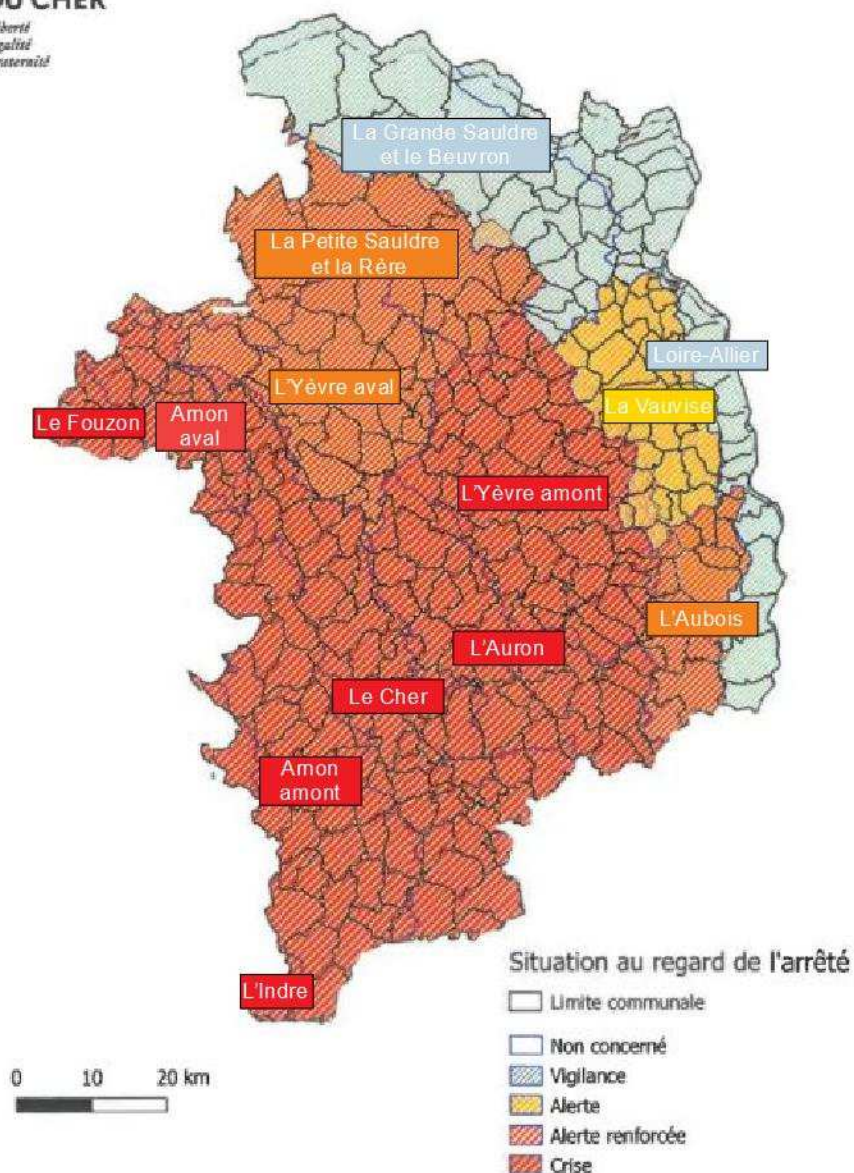 DU CHER
La Grande Sauldre
et le Beuvron
La Petite Sauldre
et la Rère
Loire-Allier
L'Yèvre aval
La Vauvise
Le Fouzon
Arnon
aval
L'Yèvre amont
L'Aubois
L'Auron
Le Cher
Arnon
amont
L'Indre
Situation au regard de l'arrêté
Limite communale
Non concerné
Vigilance
Alerte
Alerte renforcée
Crise
0 10 20 km